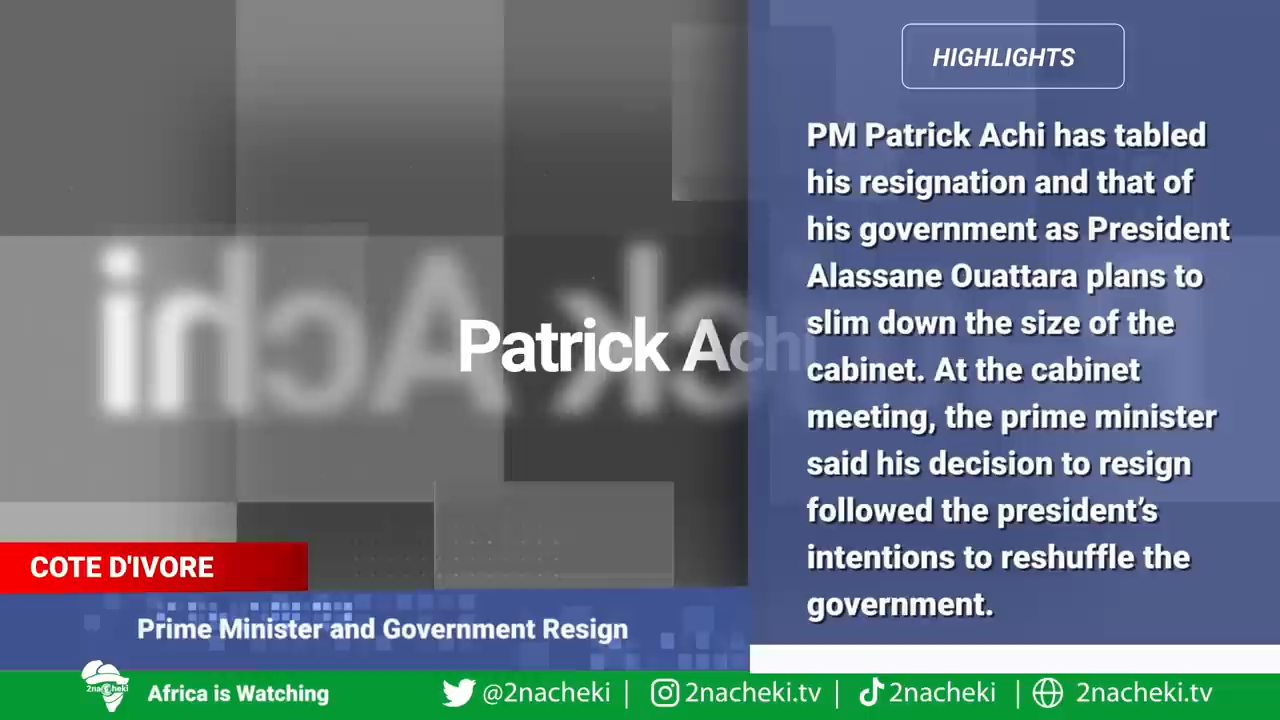 HIGHLIGHTS
PM Patrick Achi has tabled
his resignation and that of
his government as President
Alassane Ouattara plans to
slim down the size of the
cabinet. At the cabinet
meeting, the prime minister
said his decision to resign
followed the president's
intentions to reshuffle the
government.
Patrick Achi
Patrick Achi
COTE D'IVORE
Prime Minister and Government Resign
2nacheki
Africa is Watching
@2nacheki | 2nacheki.tv | 2nacheki | 2nacheki.tv